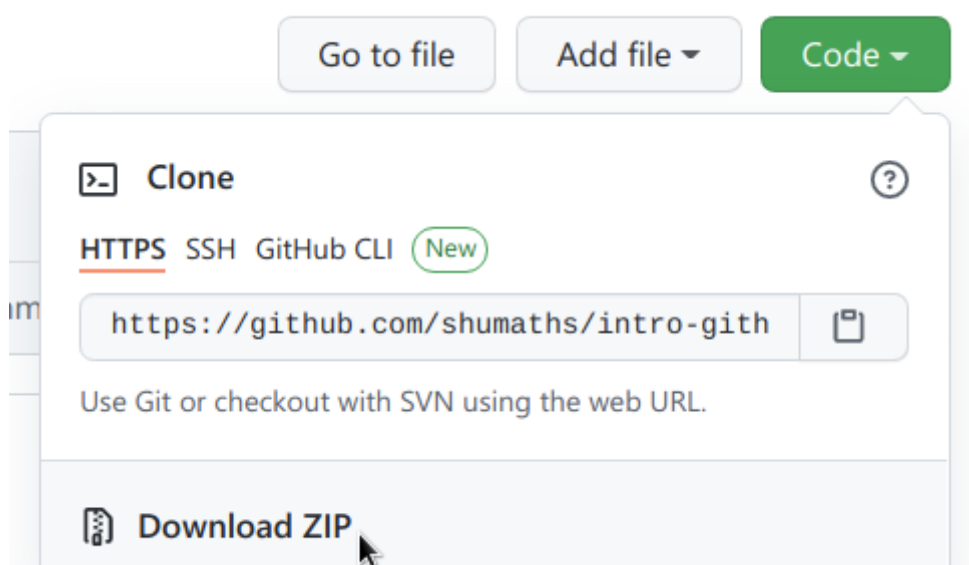 Go to file Add file Code
Clone
HTTPS SSH GitHub CLI New
https://github.com/shumaths/intro-gith
Use Git or checkout with SVN using the web URL.
Download ZIP